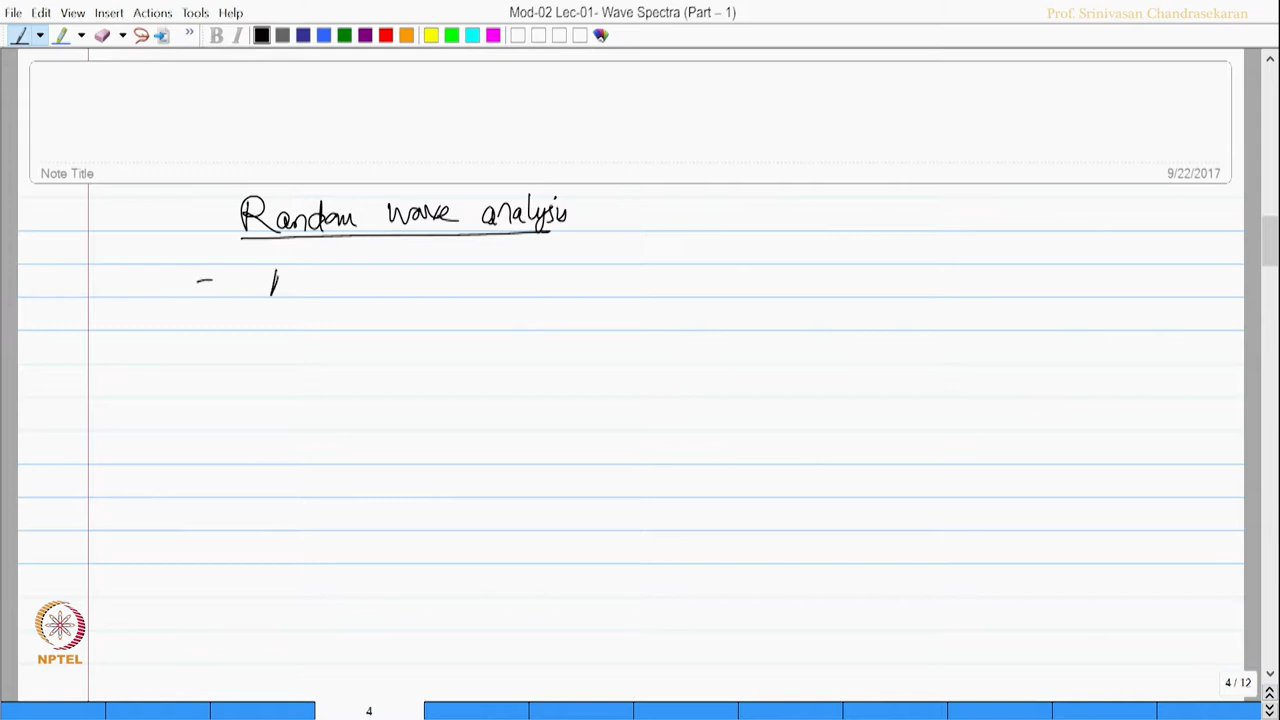 File Edit View Insert Actions Tools Help
Mod-02 Lec-01- Wave Spectra (Part – 1)
Prof. Srinivasan Chandrasekaran
B I
Note Title
9/22/2017
Random wave analysis
-
NPTEL
4 / 12
4